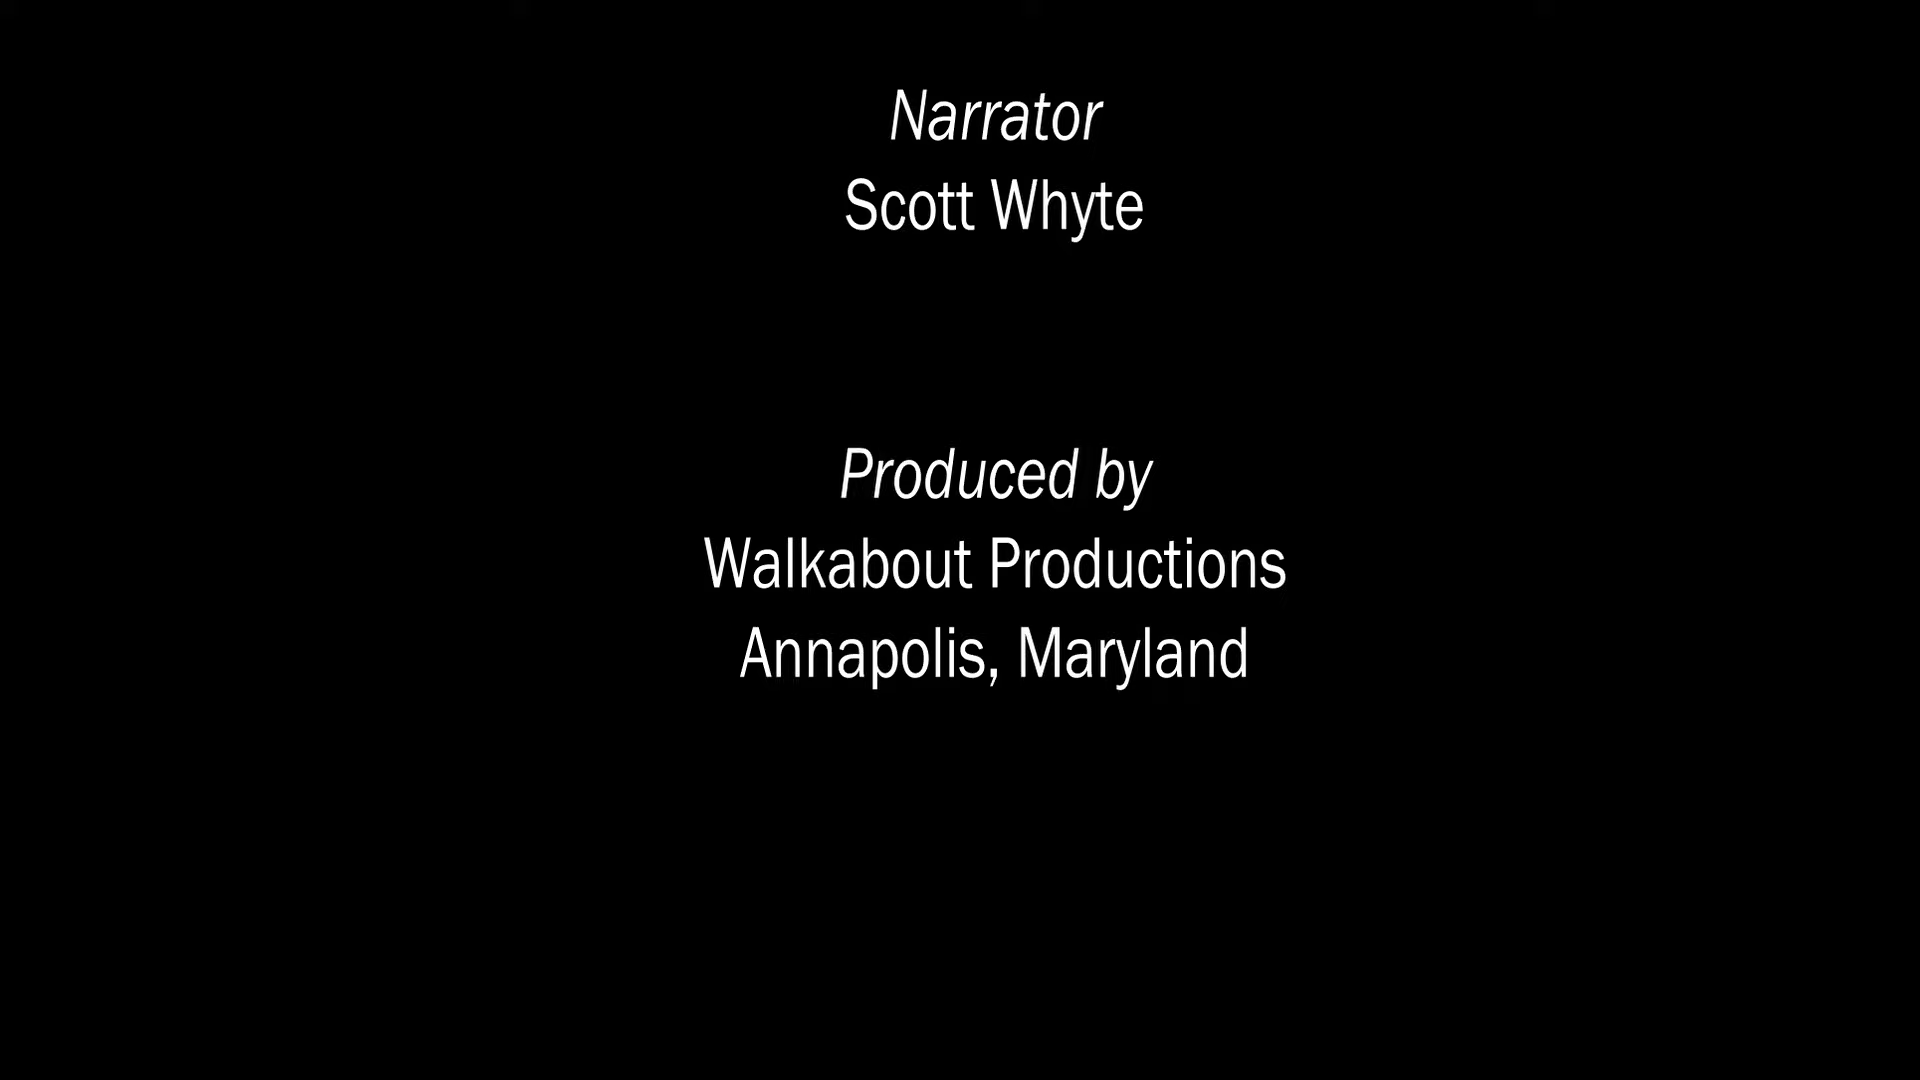 Narrator
Scott Whyte
Produced by
Walkabout Productions
Annapolis, Maryland